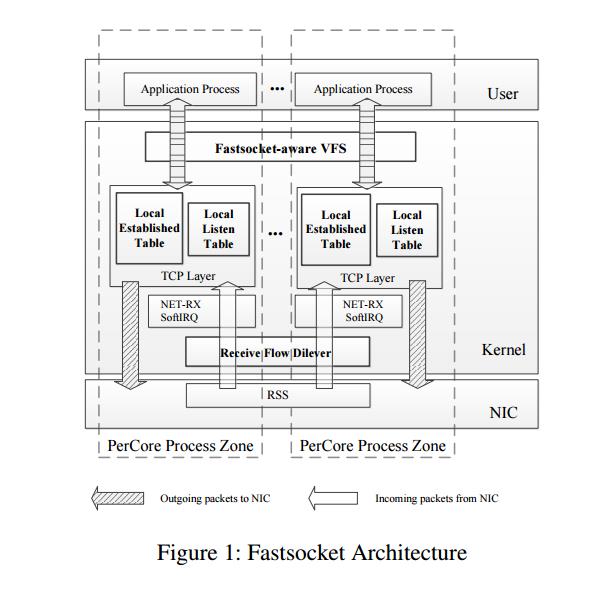 Application Process
...
Application Process
User
Fastsocket-aware VFS
Local
Established
Table
Local
Listen
Table
TCP Layer
...
Local
Established
Table
Local
Listen
Table
TCP Layer
NET-RX
SoftIRQ
NET-RX
SoftIRQ
Receive Flow Dilever
Kernel
RSS
NIC
PerCore Process Zone
PerCore Process Zone
Outgoing packets to NIC
Incoming packets from NIC
Figure 1: Fastsocket Architecture